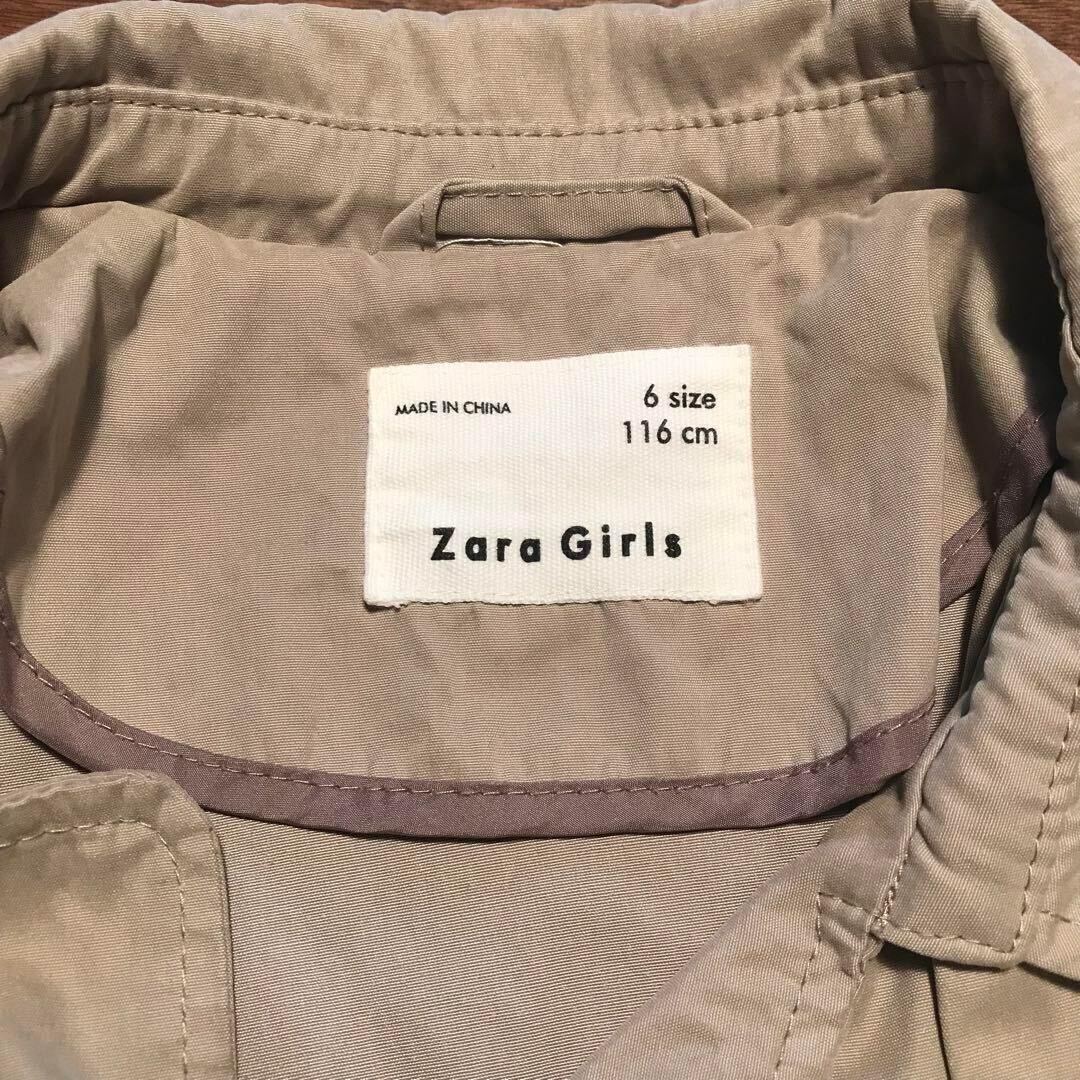 MADE IN CHINA
6 size
116 cm
Zara Girls